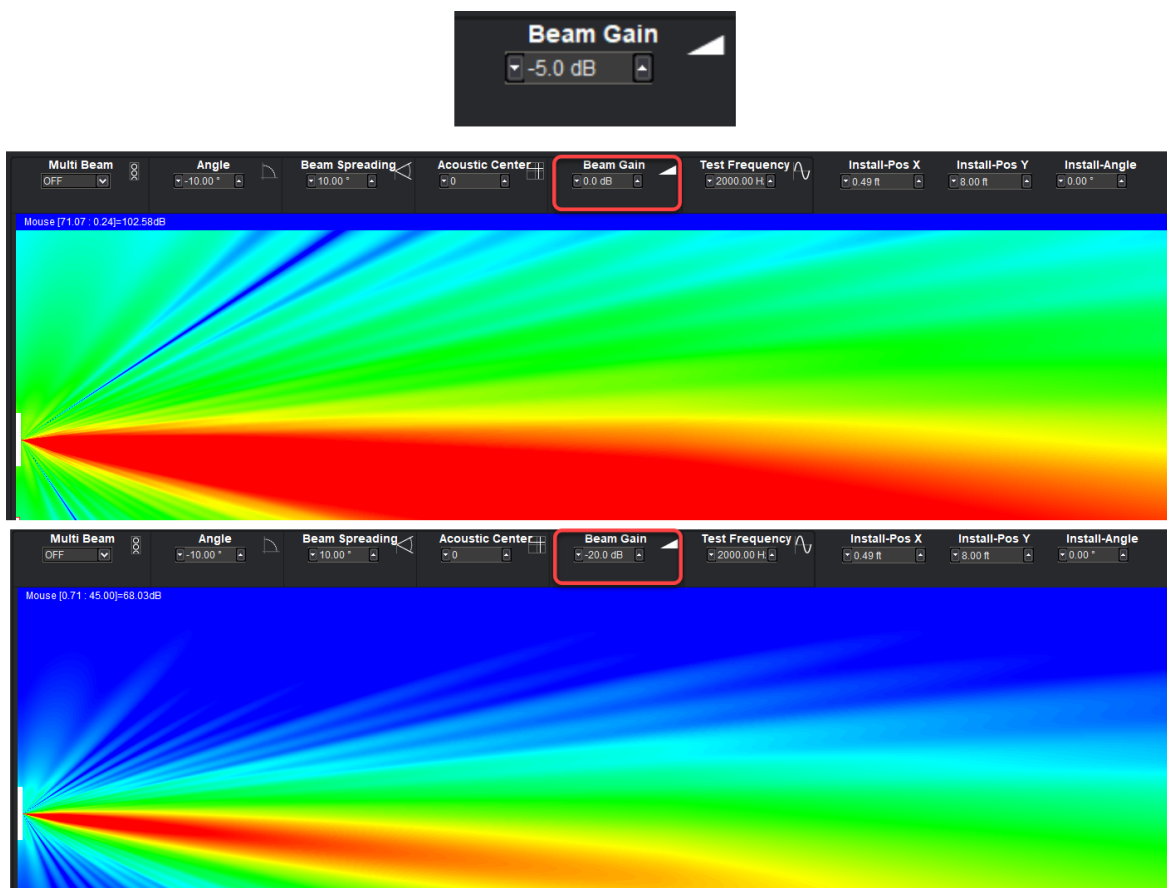 Beam Gain
-5.0 dB
Multi Beam Angle Beam Spreading Acoustic Center Beam Gain Test Frequency Install-Pos X Install-Pos Y Install-Angle
OFF -10.00 ° 10.00 ° 0 0.0 dB 2000.00 H 0.49 ft 8.00 ft 0.00 °
Mouse [71.07 : 0.24]=102.58dB
Multi Beam Angle Beam Spreading Acoustic Center Beam Gain Test Frequency Install-Pos X Install-Pos Y Install-Angle
OFF -10.00 ° 10.00 ° 0 -20.0 dB 2000.00 H 0.49 ft 8.00 ft 0.00 °
Mouse [0.71 : 45.00]=68.03dB